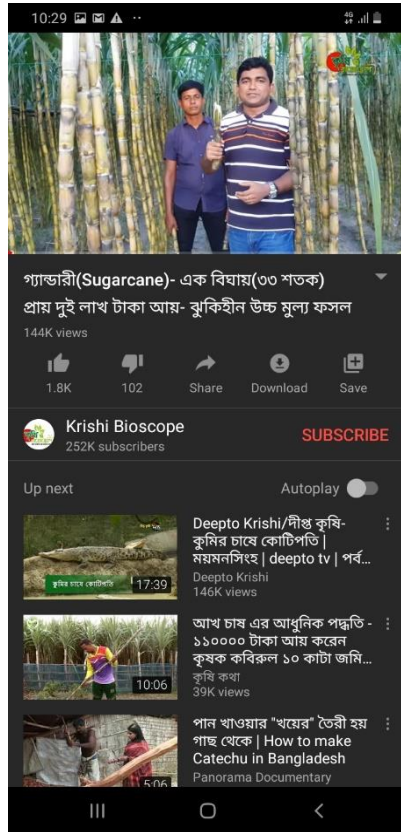 10:29
4G
গ্যান্ডারী(Sugarcane)- এক বিঘায়(৩৩ শতক)
প্রায় দুই লাখ টাকা আয়- ঝুকিহীন উচ্চ মুল্য ফসল
144K views
1.8K 102 Share Download Save
Krishi Bioscope
252K subscribers
SUBSCRIBE
Up next Autoplay
Deepto Krishi/দীপ্ত কৃষি-
কুমির চাষে কোটিপতি |
ময়মনসিংহ | deepto tv | পর্ব...
Deepto Krishi
146K views
কুমির চাষে কোটিপতি
17:39
আখ চাষ এর আধুনিক পদ্ধতি -
১১০০০০ টাকা আয় করেন
কৃষক কবিরুল ১০ কাটা জমি...
কৃষি কথা
39K views
10:06
পান খাওয়ার "খয়ের" তৈরী হয়
গাছ থেকে | How to make
Catechu in Bangladesh
Panorama Documentary
5:06